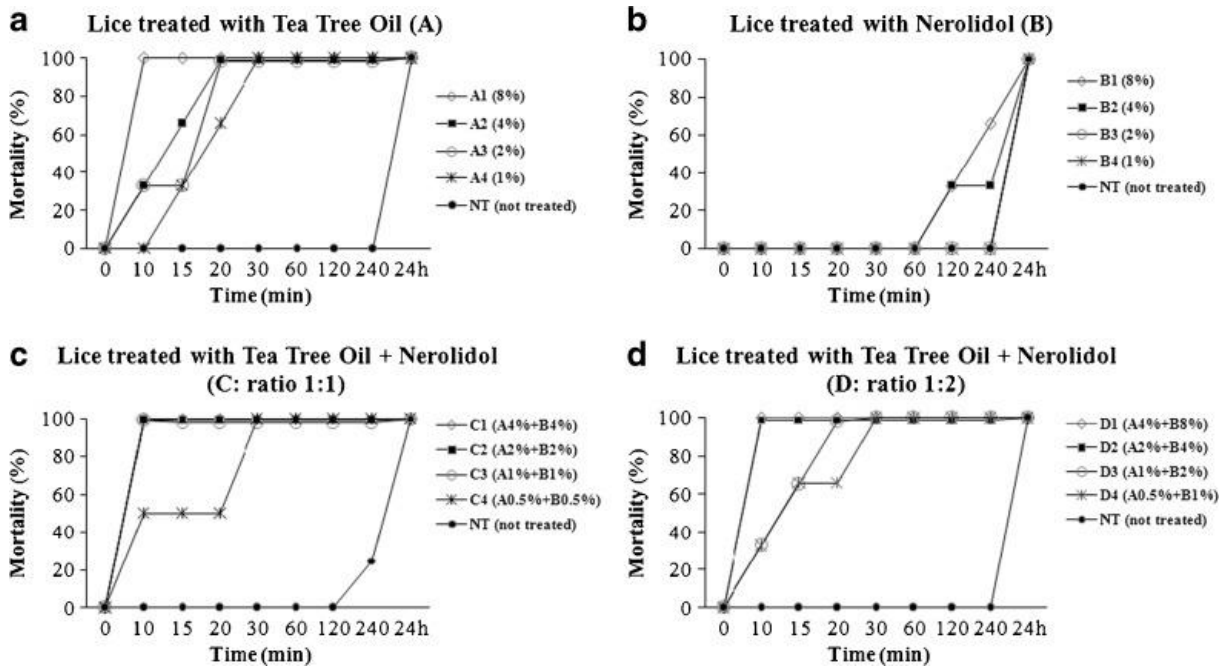 a Lice treated with Tea Tree Oil (A)
Mortality (%)
100
80
60
40
20
0
0 10 15 20 30 60 120 240 24h
Time (min)
A1 (8%)
A2 (4%)
A3 (2%)
A4 (1%)
NT (not treated)
b Lice treated with Nerolidol (B)
Mortality (%)
100
80
60
40
20
0
0 10 15 20 30 60 120 240 24h
Time (min)
B1 (8%)
B2 (4%)
B3 (2%)
B4 (1%)
NT (not treated)
c Lice treated with Tea Tree Oil + Nerolidol
(C: ratio 1:1)
Mortality (%)
100
80
60
40
20
0
0 10 15 20 30 60 120 240 24h
Time (min)
C1 (A4%+B4%)
C2 (A2%+B2%)
C3 (A1%+B1%)
C4 (A0.5%+B0.5%)
NT (not treated)
d Lice treated with Tea Tree Oil + Nerolidol
(D: ratio 1:2)
Mortality (%)
100
80
60
40
20
0
0 10 15 20 30 60 120 240 24h
Time (min)
D1 (A4%+B8%)
D2 (A2%+B4%)
D3 (A1%+B2%)
D4 (A0.5%+B1%)
NT (not treated)